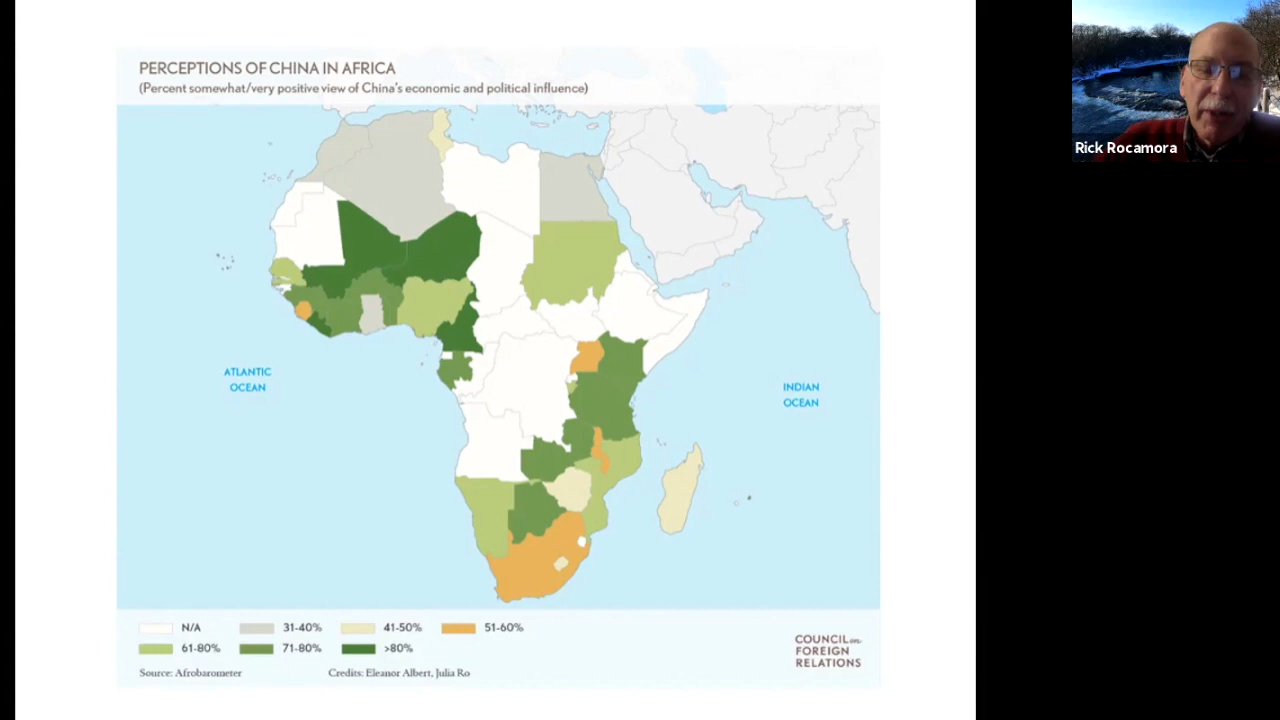 PERCEPTIONS OF CHINA IN AFRICA
(Percent somewhat/very positive view of China's economic and political influence)
Rick Rocamora
ATLANTIC
OCEAN
INDIAN
OCEAN
N/A
31-40%
41-50%
51-60%
61-80%
71-80%
>80%
COUNCIL on
FOREIGN
RELATIONS
Source: Afrobarometer
Credits: Eleanor Albert, Julia Ro